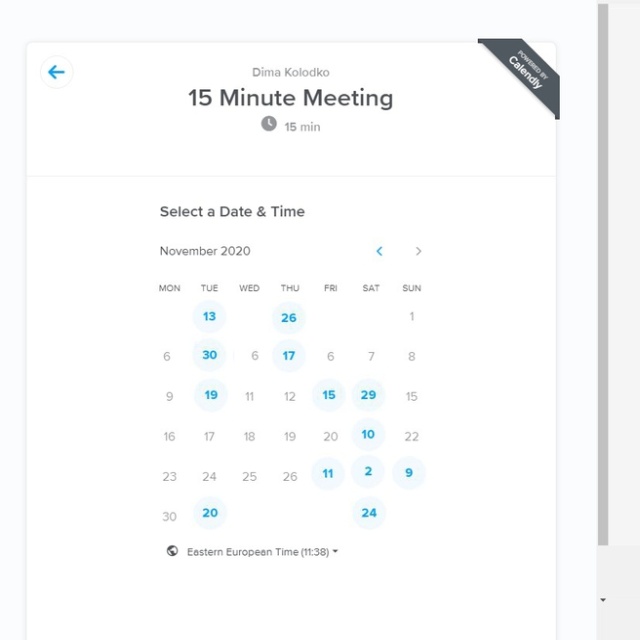 POWERED BY
Calendly
Dima Kolodko
15 Minute Meeting
15 min
Select a Date & Time
November 2020
MON TUE WED THU FRI SAT SUN
13 26 1
6 30 6 17 6 7 8
9 19 11 12 15 29 15
16 17 18 19 20 10 22
23 24 25 26 11 2 9
30 20 24
Eastern European Time (11:38)